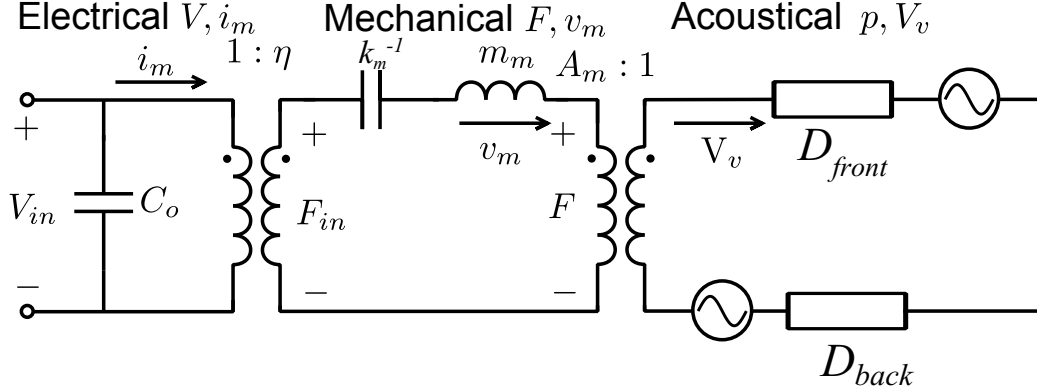 Electrical V, i_m Mechanical F, v_m Acoustical p, V_v
i_m 1 : η k_m^-1 m_m A_m : 1
+ + v_m + V_v D_front
V_in C_o F_in F
− − − D_back